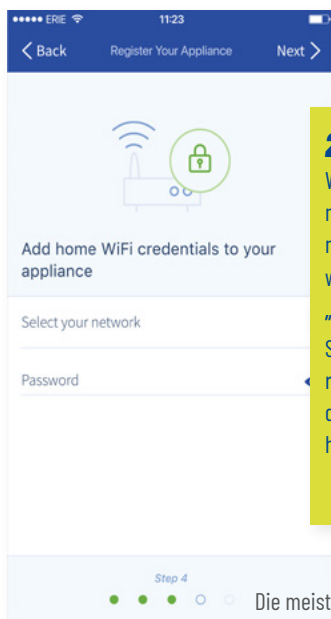 ERIE 11:23
Back Register Your Appliance Next
Add home WiFi credentials to your
appliance
Select your network
Password
Step 4
Die meist